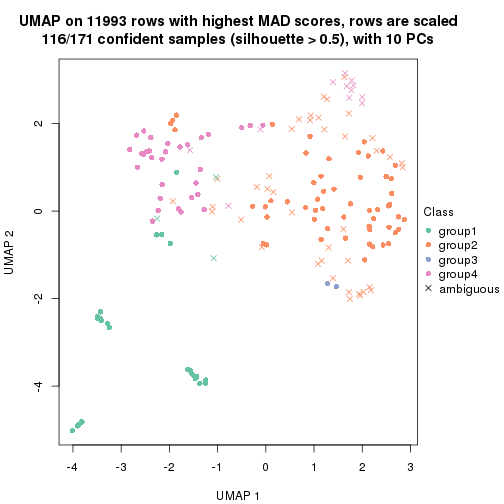 UMAP on 11993 rows with highest MAD scores, rows are scaled
116/171 confident samples (silhouette > 0.5), with 10 PCs
2
0
-2
-4
UMAP 2
-4 -3 -2 -1 0 1 2 3
UMAP 1
Class
group1
group2
group3
group4
ambiguous